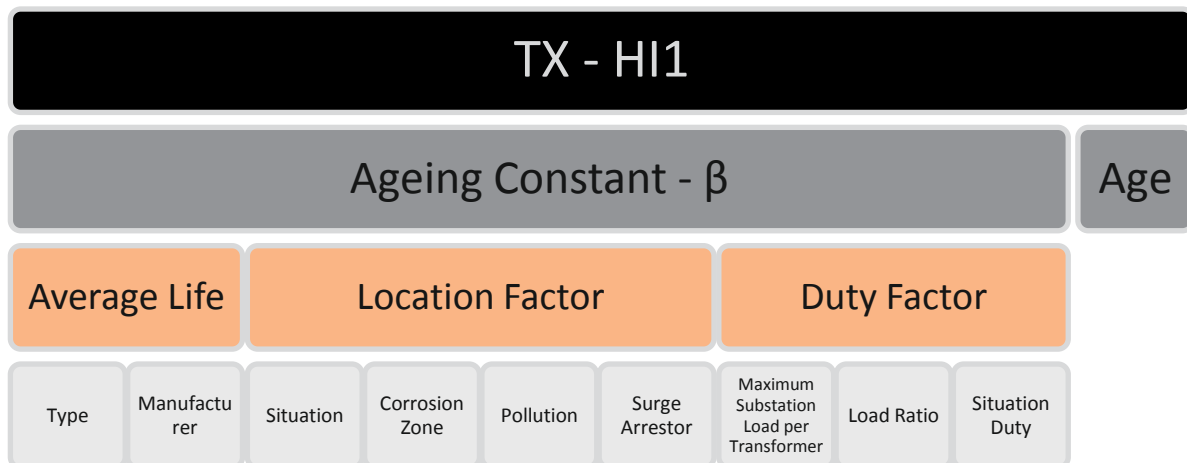 TX - HI1
Ageing Constant - β
Age
Average Life
Location Factor
Duty Factor
Type
Manufactu
rer
Situation
Corrosion
Zone
Pollution
Surge
Arrestor
Maximum
Substation
Load per
Transformer
Load Ratio
Situation
Duty